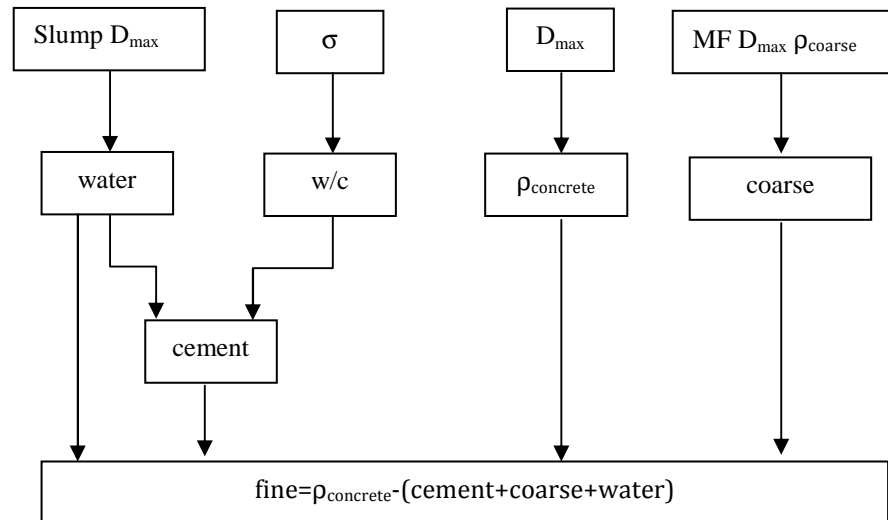 Slump Dmax
σ
Dmax
MF Dmax ρcoarse
water
w/c
ρconcrete
coarse
cement
fine=ρconcrete-(cement+coarse+water)